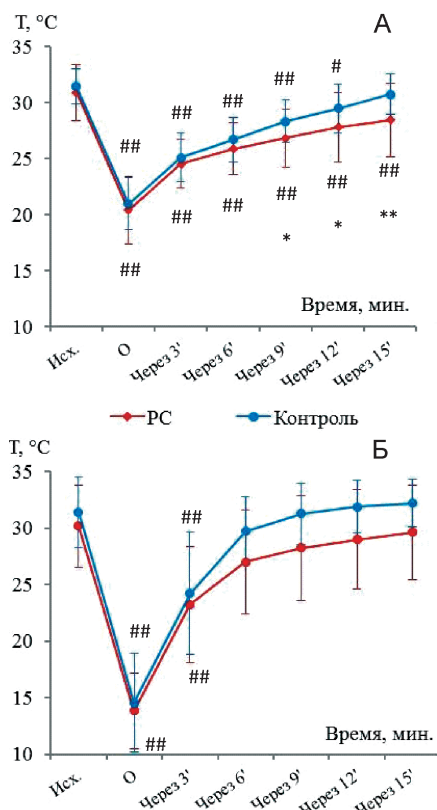 Т, °C
А
35
30
25
20
15
10
## ## ## ## # 
## ## ## ## ## ##
* * **
Время, мин.
Исх. О Через 3' Через 6' Через 9' Через 12' Через 15'
РС Контроль
Т, °C
Б
35
30
25
20
15
10
##
##
##
##
Время, мин.
Исх. О Через 3' Через 6' Через 9' Через 12' Через 15'